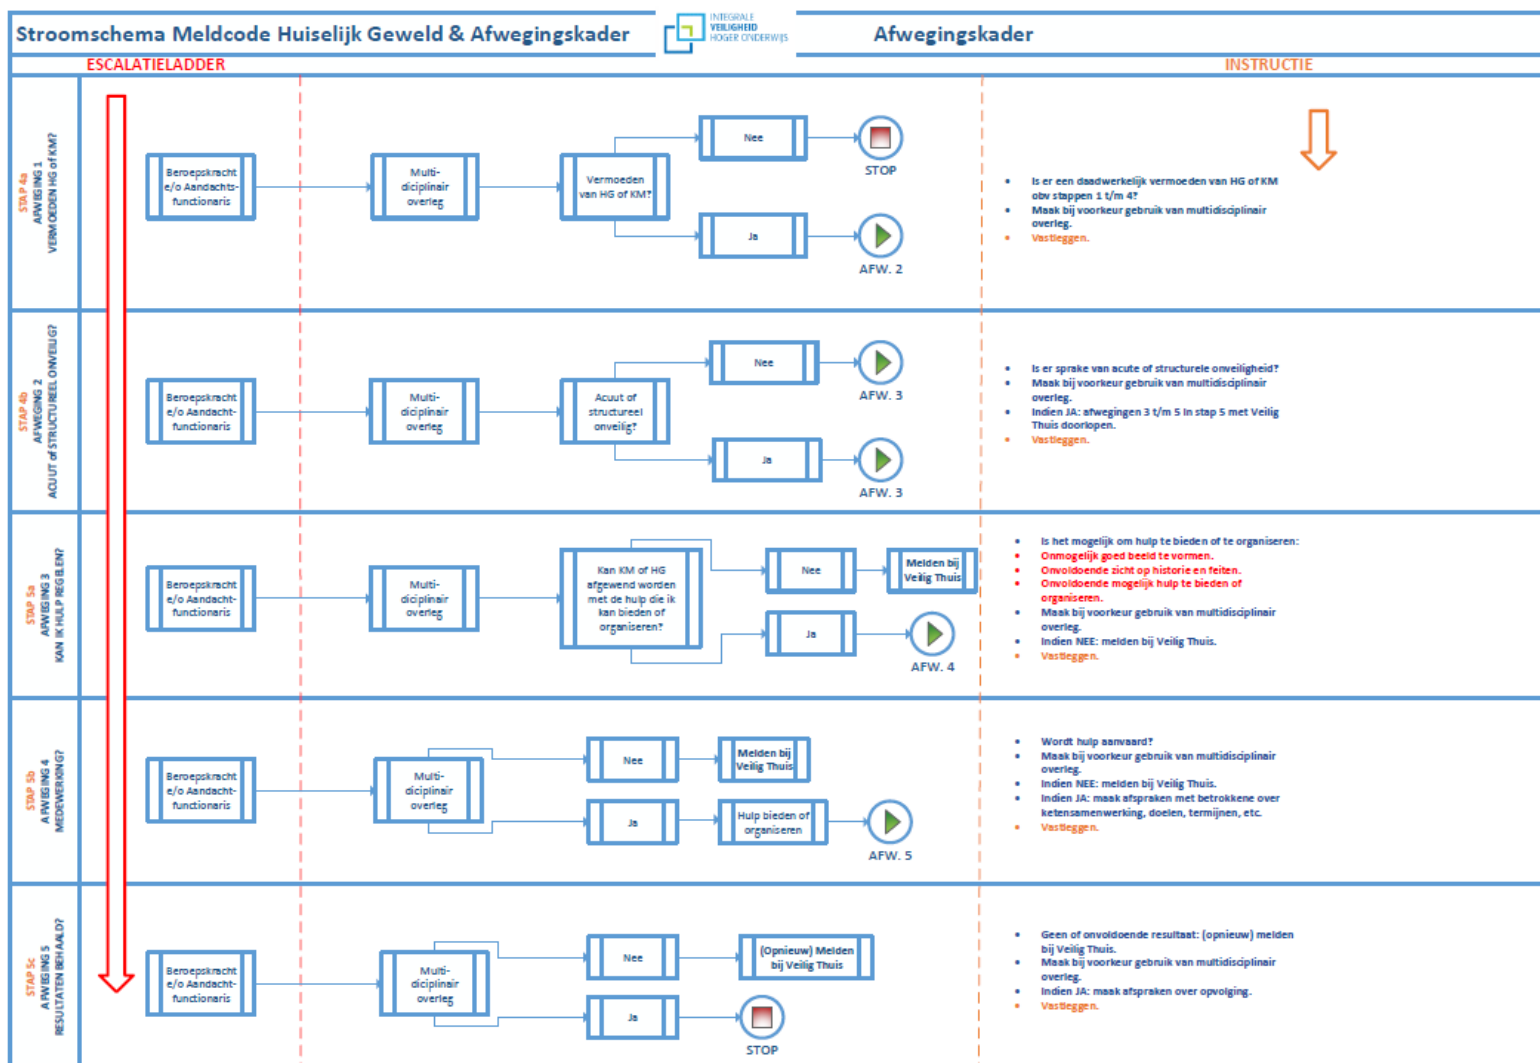 Stroomschema Meldcode Huiselijk Geweld & Afwegingskader
INTEGRALE
VEILIGHEID
HOGER ONDERWIJS
Afwegingskader
ESCALATIELADDER
INSTRUCTIE
STAP 4a
AFWEGING 1
VERMOEDEN HG of KM?
Beroepskracht
e/o Aandachts-
functionaris
Multi-
diciplinair
overleg
Vermoeden
van HG of KM?
Nee
STOP
Ja
AFW. 2
• Is er een daadwerkelijk vermoeden van HG of KM
obv stappen 1 t/m 4?
• Maak bij voorkeur gebruik van multidisciplinair
overleg.
• Vastleggen.
STAP 4b
AFWEGING 2
ACUUT of STRUCTUREEL ONVEILIG?
Beroepskracht
e/o Aandacht-
functionaris
Multi-
diciplinair
overleg
Acuut of
structureel
onveilig?
Nee
AFW. 3
Ja
AFW. 3
• Is er sprake van acute of structurele onveiligheid?
• Maak bij voorkeur gebruik van multidisciplinair
overleg.
• Indien JA: afwegingen 3 t/m 5 in stap 5 met Veilig
Thuis doorlopen.
• Vastleggen.
STAP 5a
AFWEGING 3
KAN IK HULP REGELEN?
Beroepskracht
e/o Aandacht-
functionaris
Multi-
diciplinair
overleg
Kan KM of HG
afgewend worden
met de hulp die ik
kan bieden of
organiseren?
Nee
Melden bij
Veilig Thuis
Ja
AFW. 4
• Is het mogelijk om hulp te bieden of te organiseren:
• Onmogelijk goed beeld te vormen.
• Onvoldoende zicht op historie en feiten.
• Onvoldoende mogelijk hulp te bieden of
organiseren.
• Maak bij voorkeur gebruik van multidisciplinair
overleg.
• Indien NEE: melden bij Veilig Thuis.
• Vastleggen.
STAP 5b
AFWEGING 4
MEDEWERKING?
Beroepskracht
e/o Aandacht-
functionaris
Multi-
diciplinair
overleg
Nee
Melden bij
Veilig Thuis
Ja
Hulp bieden of
organiseren
AFW. 5
• Wordt hulp aanvaard?
• Maak bij voorkeur gebruik van multidisciplinair
overleg.
• Indien NEE: melden bij Veilig Thuis.
• Indien JA: maak afspraken met betrokkene over
ketensamenwerking, doelen, termijnen, etc.
• Vastleggen.
STAP 5c
AFWEGING 5
RESULTATEN BEHAALD?
Beroepskracht
e/o Aandacht-
functionaris
Multi-
diciplinair
overleg
Nee
(Opnieuw) Melden
bij Veilig Thuis
Ja
STOP
• Geen of onvoldoende resultaat: (opnieuw) melden
bij Veilig Thuis.
• Maak bij voorkeur gebruik van multidisciplinair
overleg.
• Indien JA: maak afspraken over opvolging.
• Vastleggen.